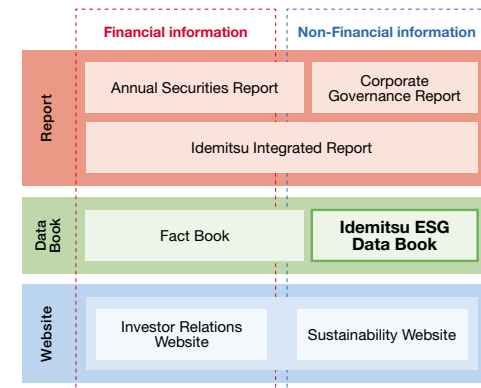 Financial information
Non-Financial information
Report
Annual Securities Report
Corporate
Governance Report
Idemitsu Integrated Report
Data
Book
Fact Book
Idemitsu ESG
Data Book
Website
Investor Relations
Website
Sustainability Website